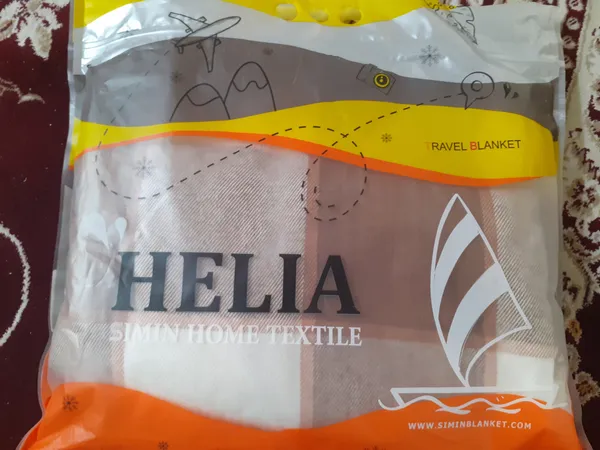 TRAVEL BLANKET
HELIA
SIMIN HOME TEXTILE
WWW.SIMINBLANKET.COM